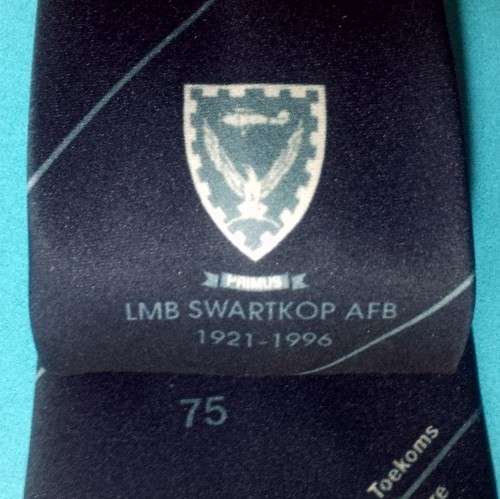 PRIMUS
LMB SWARTKOP AFB
1921-1996
75
Toekoms